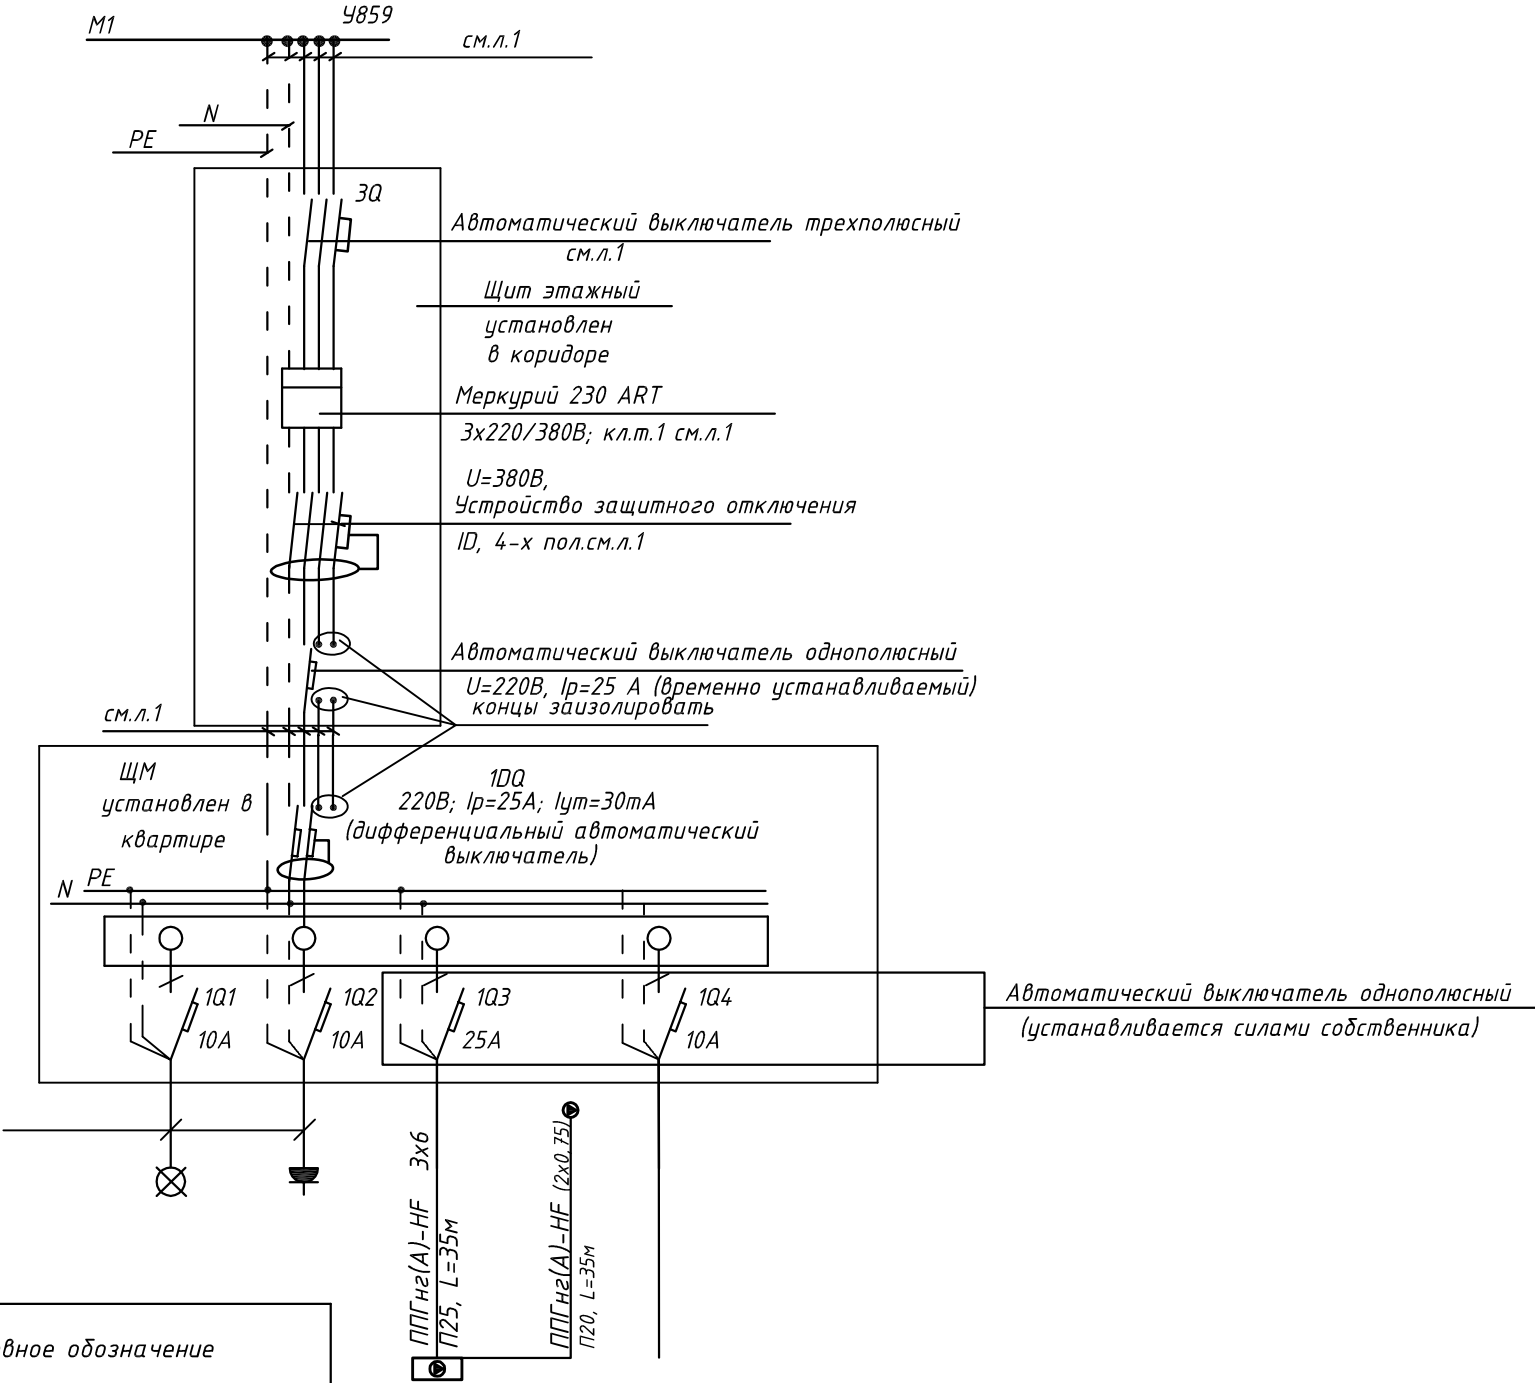 М1
У859
см.л.1
N
PE
3Q
Автоматический выключатель трехполюсный
см.л.1
Щит этажный
установлен
в коридоре
Меркурий 230 ART
3х220/380В; кл.т.1 см.л.1
U=380В,
Устройство защитного отключения
ID, 4-х пол.см.л.1
Автоматический выключатель однополюсный
U=220В, Iр=25 А (временно устанавливаемый)
концы заизолировать
см.л.1
ЩМ
установлен в
квартире
1DQ
220В; Iр=25А; Iут=30mA
(дифференциальный автоматический
выключатель)
PE
N
1Q1
10А
1Q2
10А
1Q3
25А
1Q4
10А
Автоматический выключатель однополюсный
(устанавливается силами собственника)
ППГнг(А)-HF 3х6
П25, L=35м
ППГнг(А)-HF (2х0,75)
П20, L=35м
вное обозначение